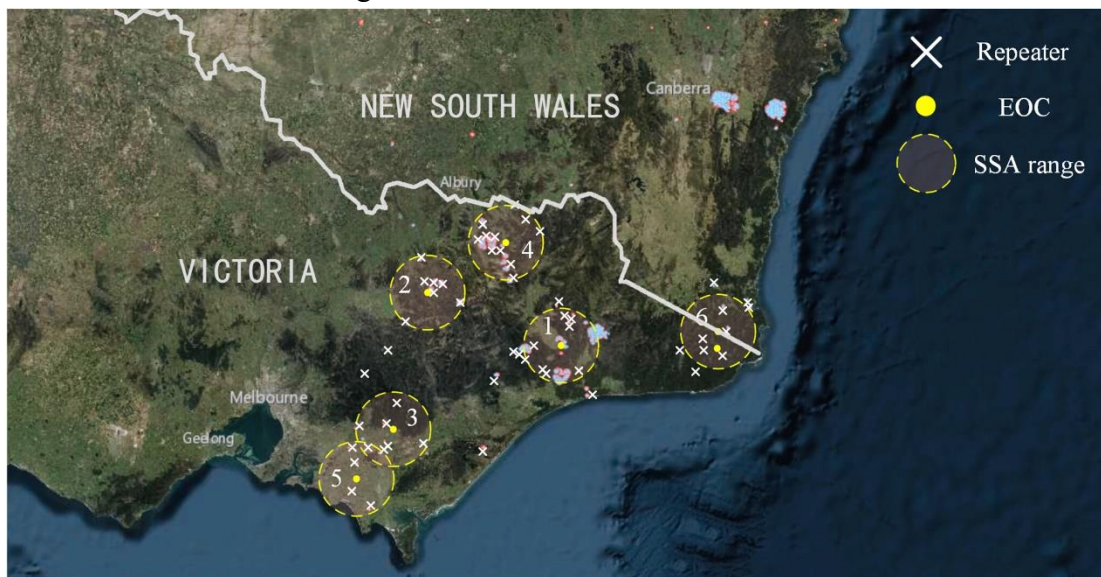 Repeater
Canberra
EOC
NEW SOUTH WALES
SSA range
Albury
4
VICTORIA
2
6
1
Melbourne
3
Geelong
5